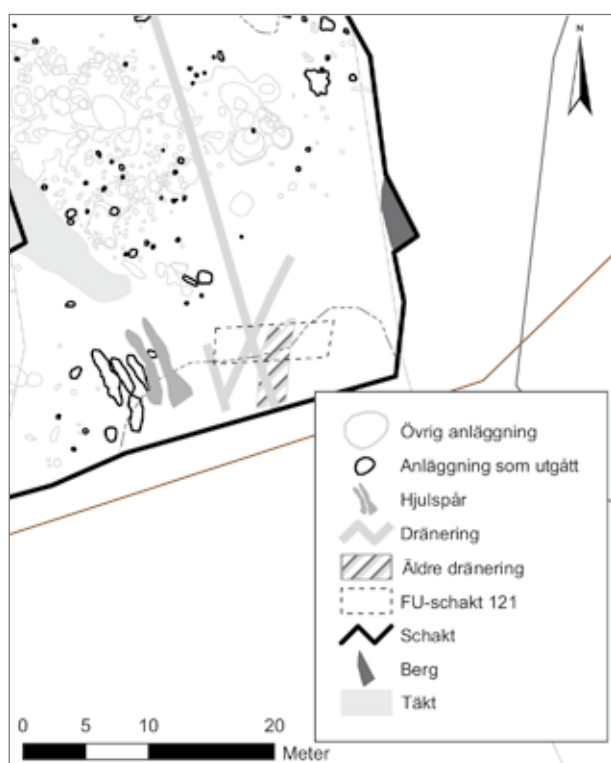 N
Övrig anläggning
Anläggning som utgått
Hjulspår
Dränering
Äldre dränering
FU-schakt 121
Schakt
Berg
Täkt
0 5 10 20
Meter